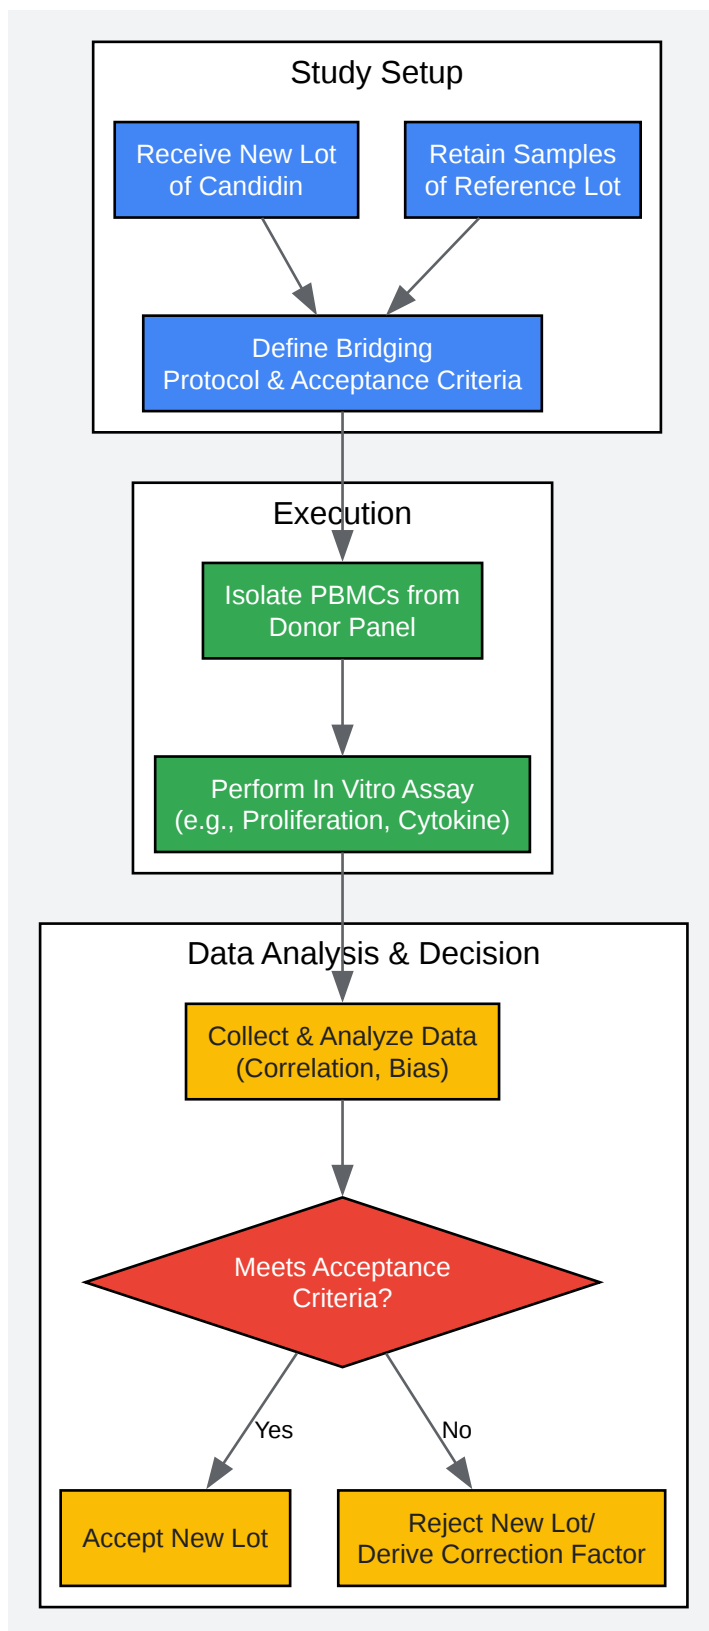 Study Setup
Receive New Lot
of Candidin
Retain Samples
of Reference Lot
Define Bridging
Protocol & Acceptance Criteria
Execution
Isolate PBMCs from
Donor Panel
Perform In Vitro Assay
(e.g., Proliferation, Cytokine)
Data Analysis & Decision
Collect & Analyze Data
(Correlation, Bias)
Meets Acceptance
Criteria?
Yes
No
Accept New Lot
Reject New Lot/
Derive Correction Factor